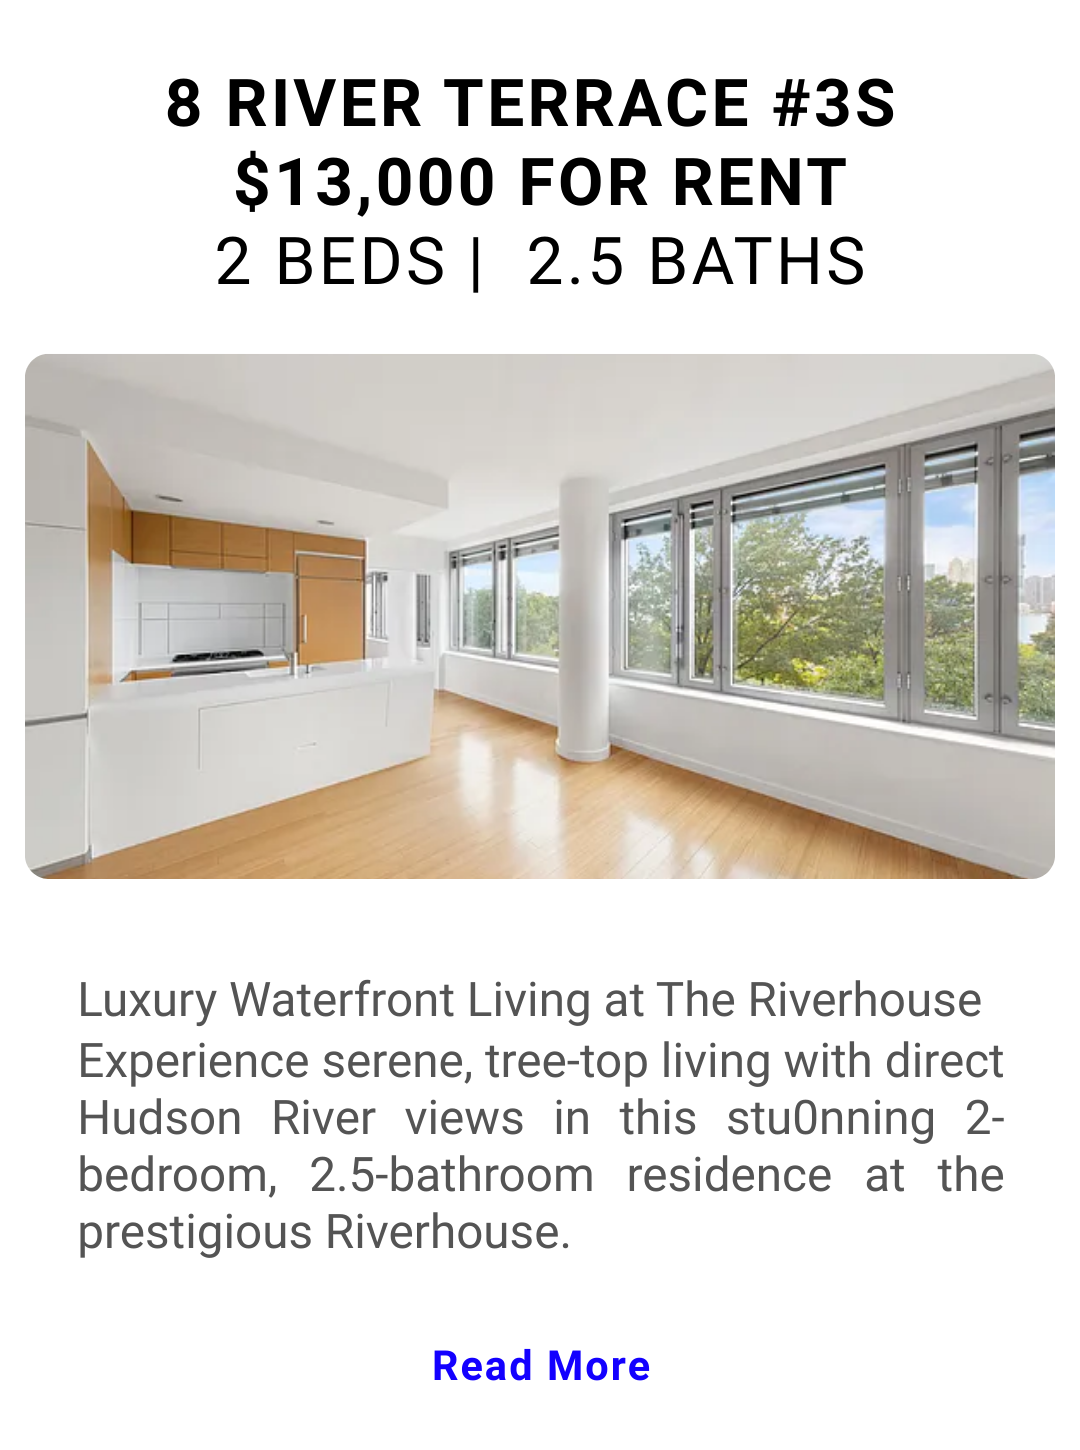 8 RIVER TERRACE #3S
$13,000 FOR RENT
2 BEDS | 2.5 BATHS
Luxury Waterfront Living at The Riverhouse
Experience serene, tree-top living with direct
Hudson River views in this stu0nning 2-
bedroom, 2.5-bathroom residence at the
prestigious Riverhouse.
Read More